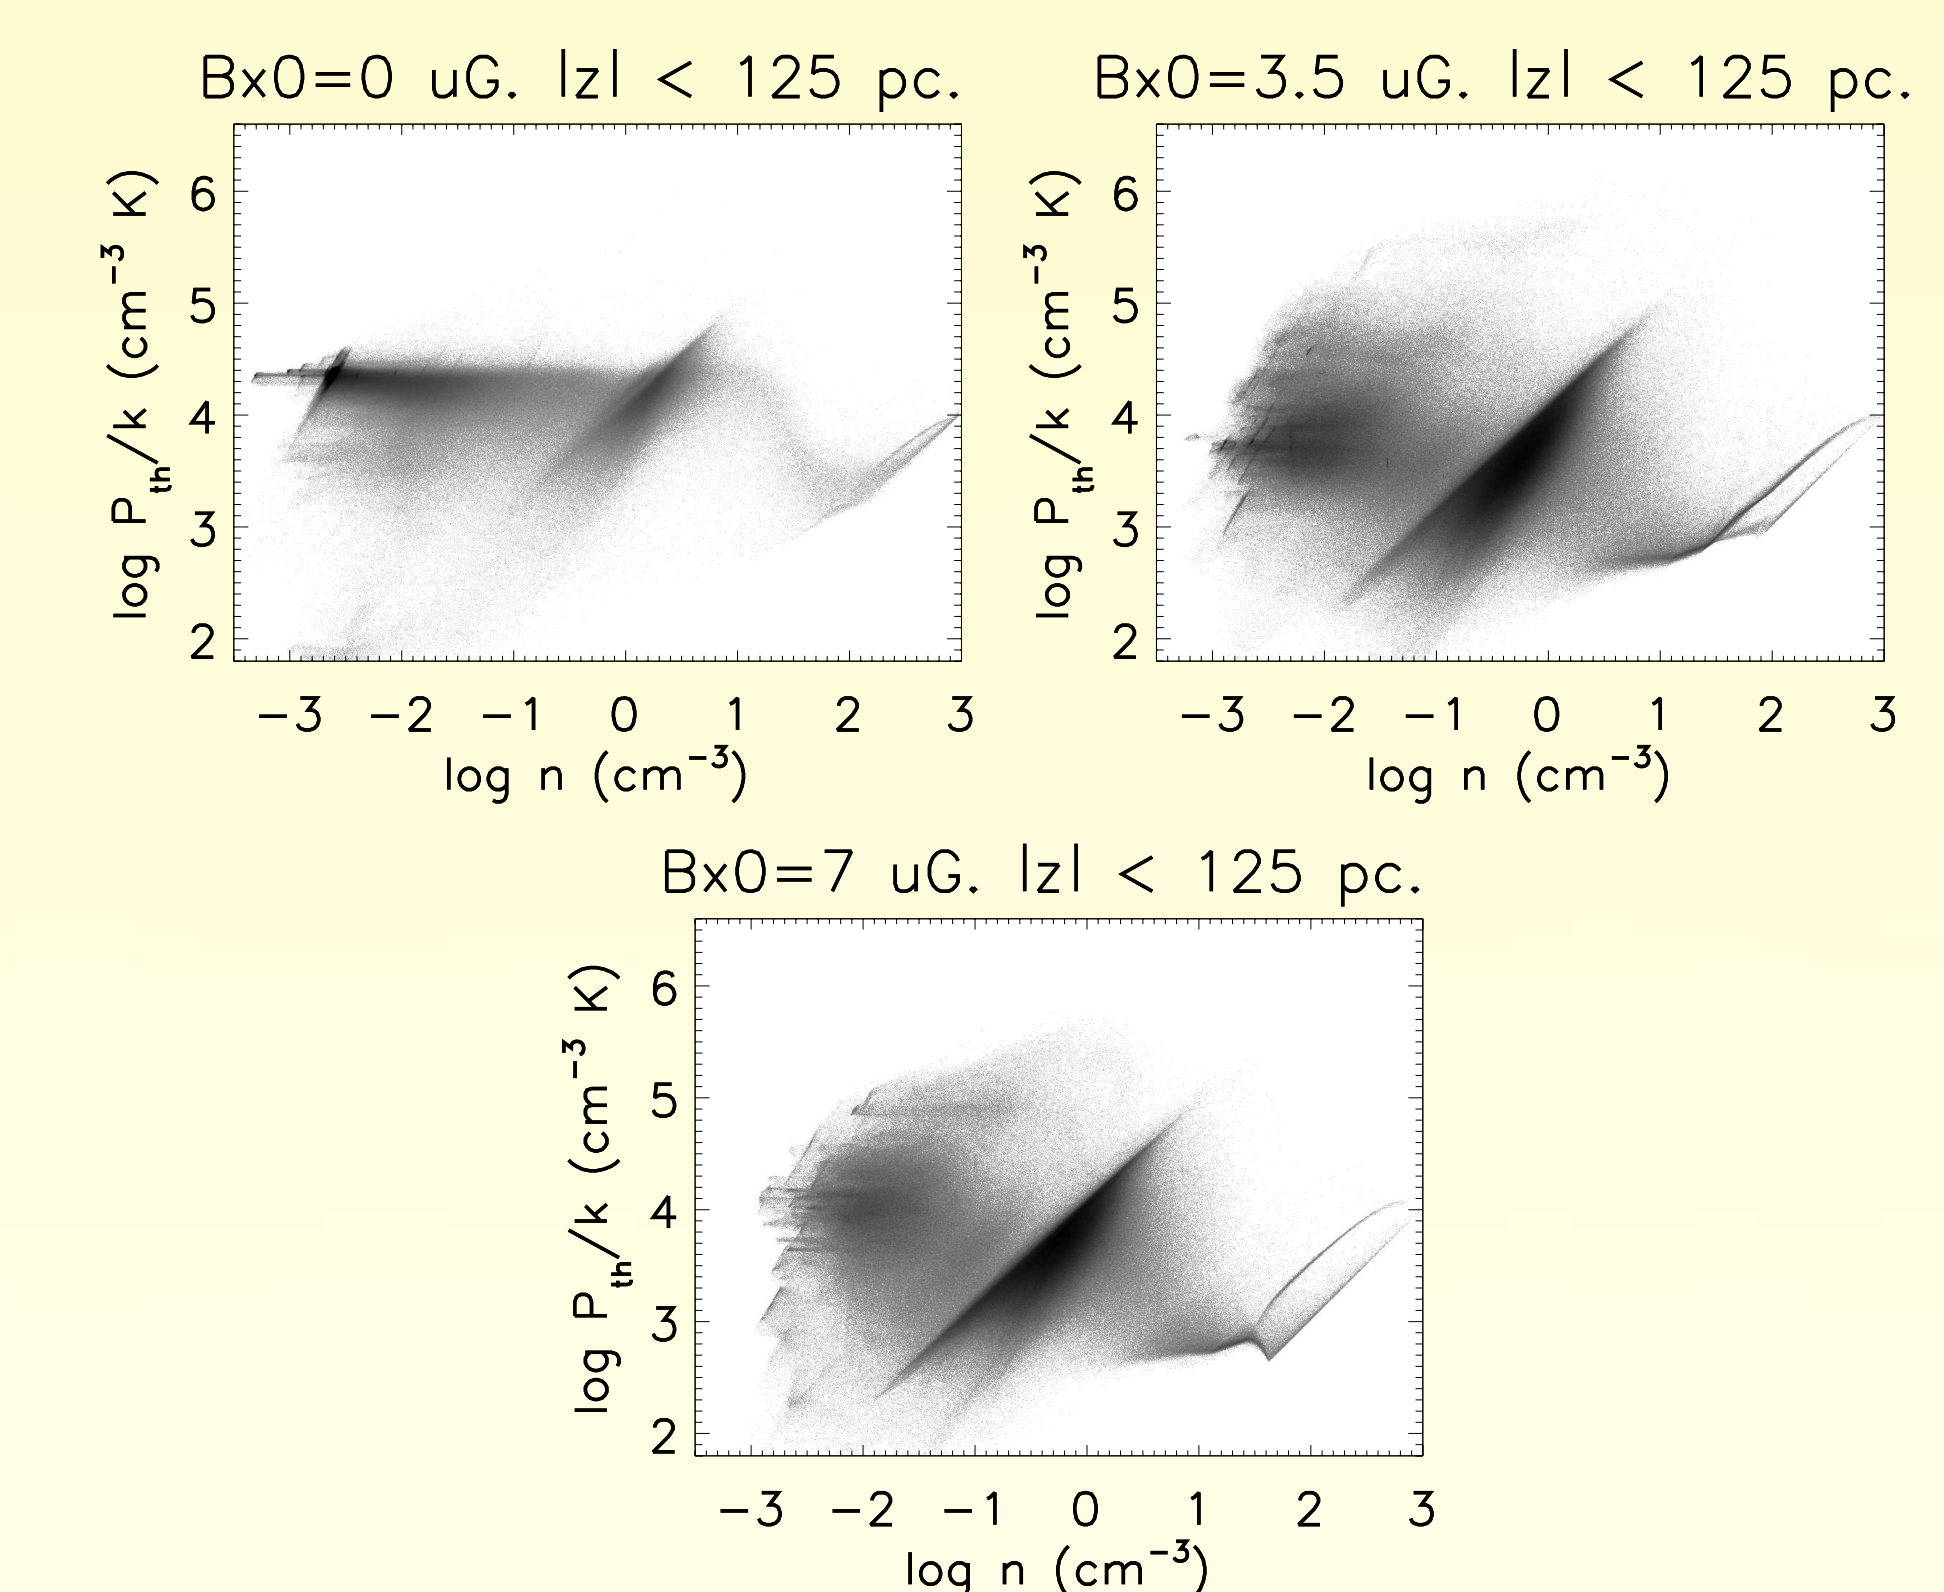 Bx0=0 uG. |z| < 125 pc.
log P_th/k (cm^-3 K)
6
5
4
3
2
-3 -2 -1 0 1 2 3
log n (cm^-3)
Bx0=3.5 uG. |z| < 125 pc.
log P_th/k (cm^-3 K)
6
5
4
3
2
-3 -2 -1 0 1 2 3
log n (cm^-3)
Bx0=7 uG. |z| < 125 pc.
log P_th/k (cm^-3 K)
6
5
4
3
2
-3 -2 -1 0 1 2 3
log n (cm^-3)